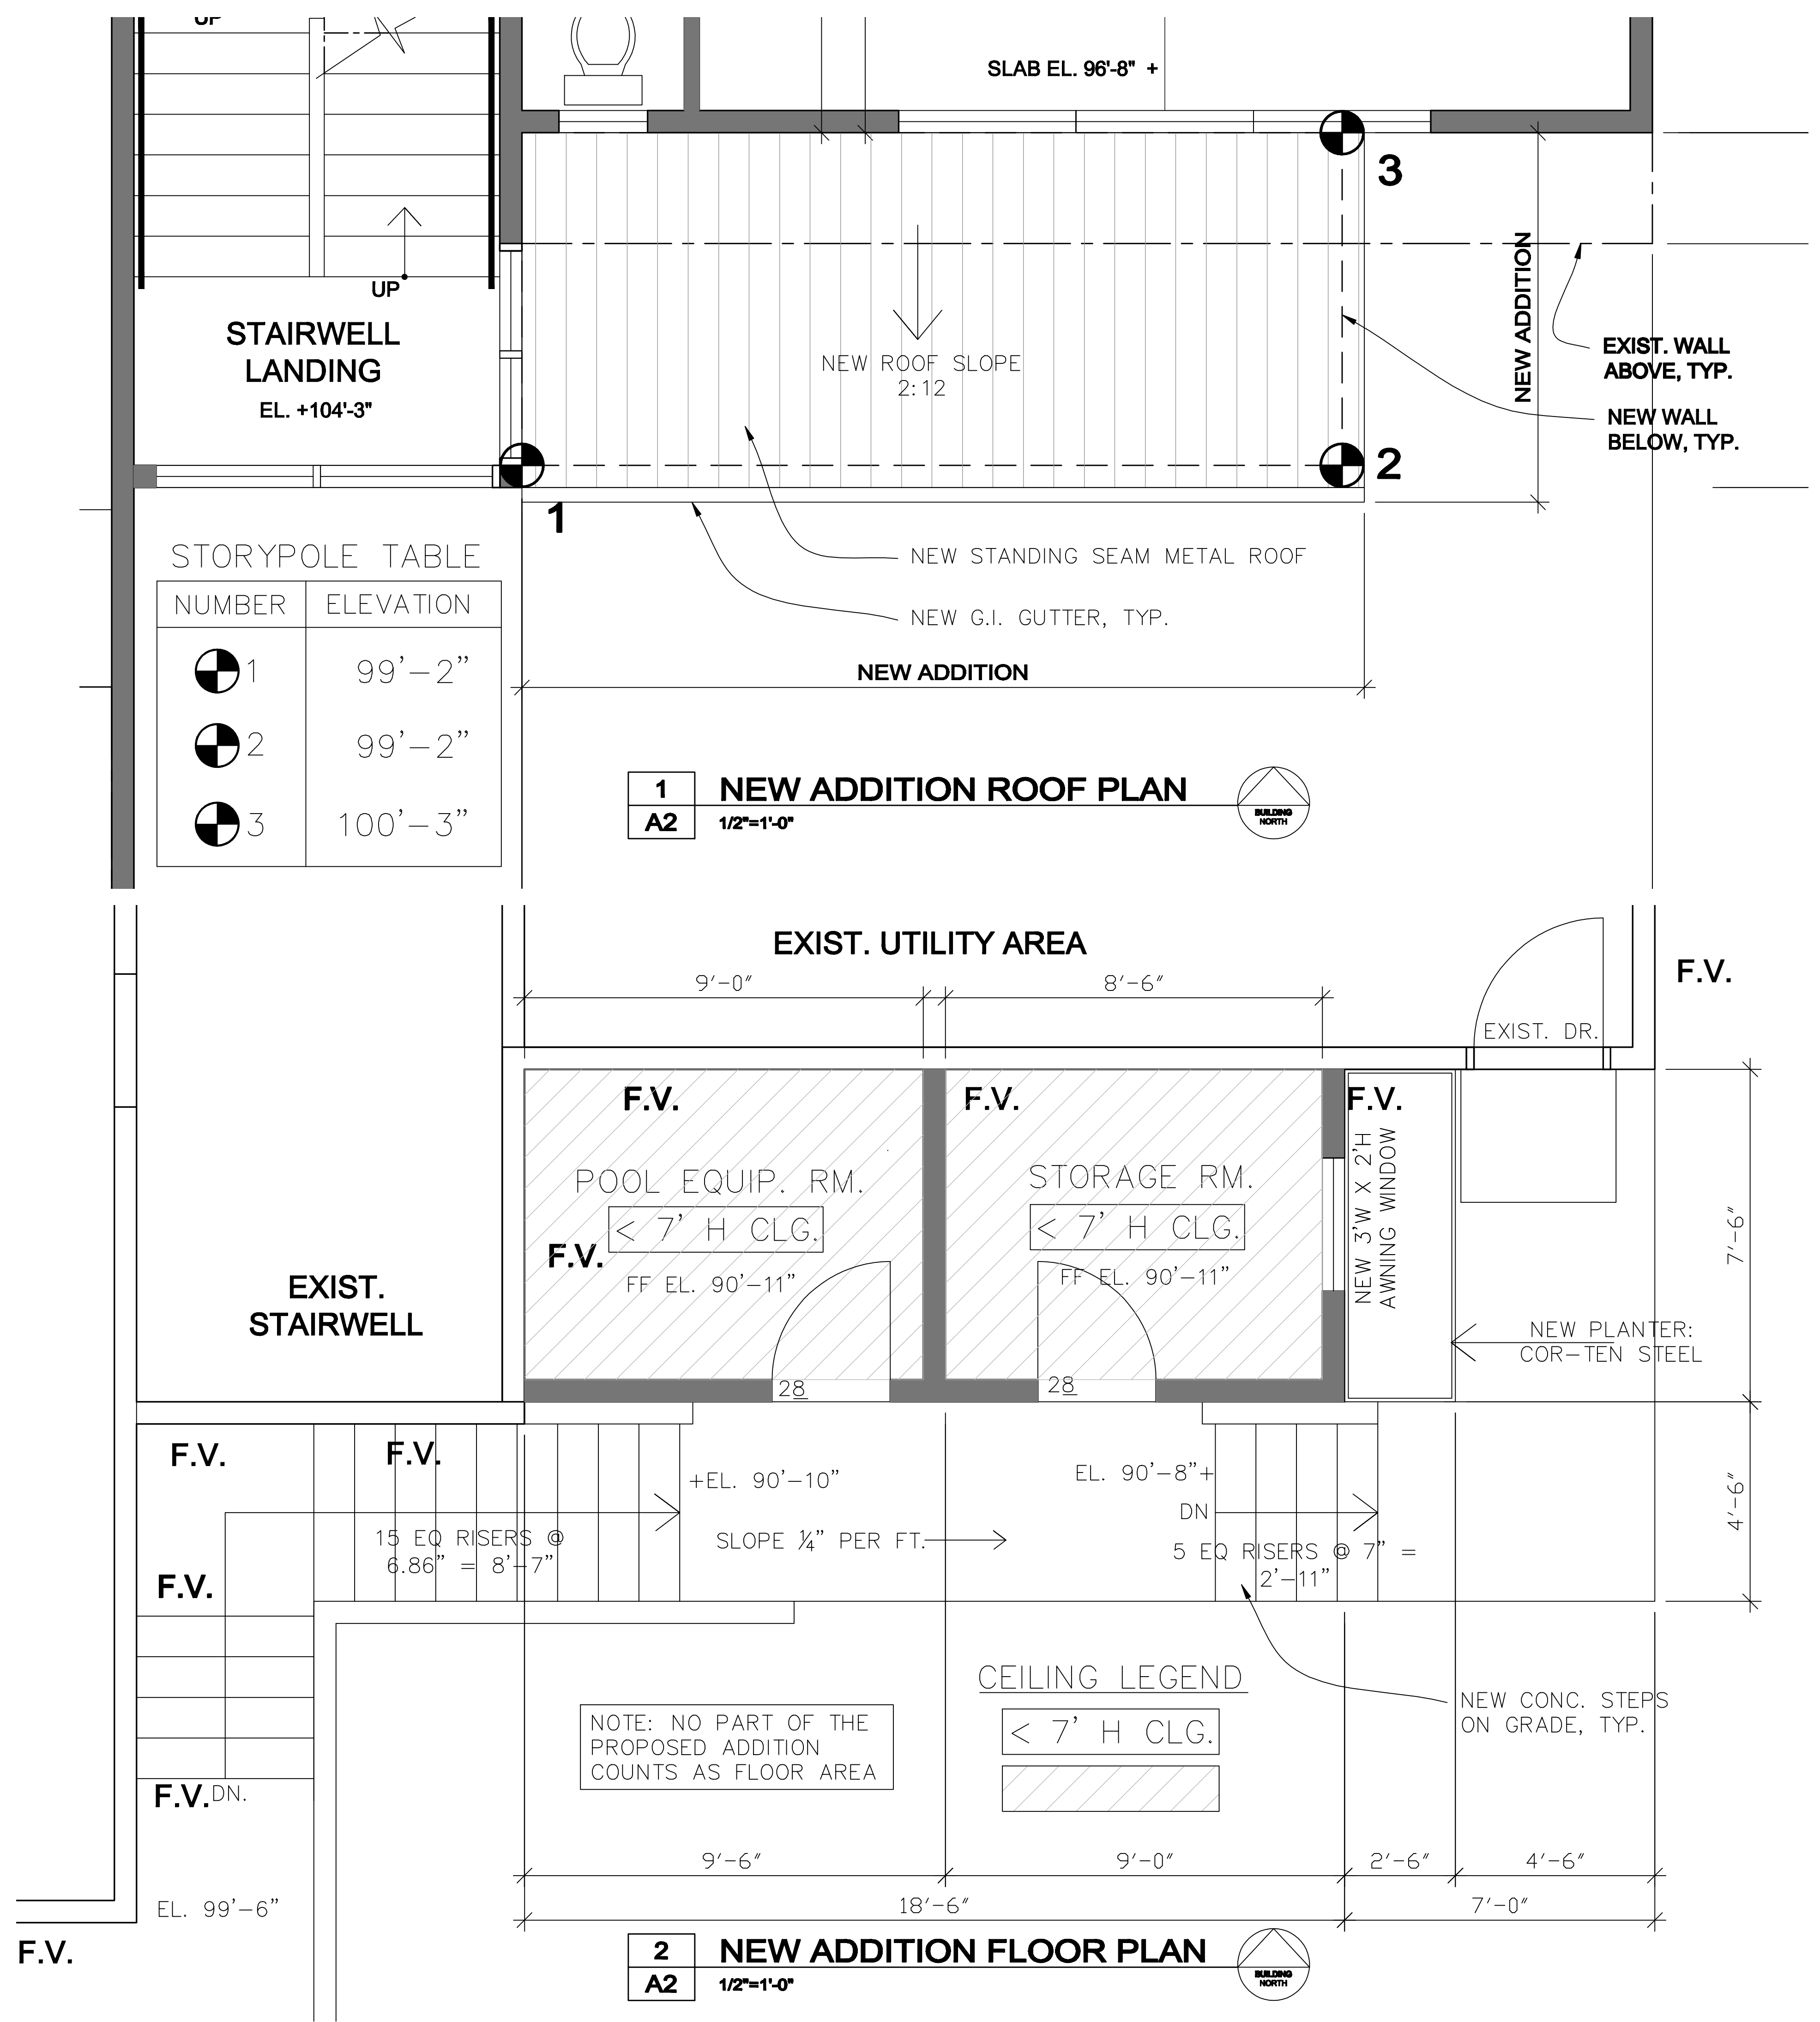 UP
SLAB EL. 96'-8" +
3
UP
STAIRWELL
LANDING
EL. +104'-3"
NEW ROOF SLOPE
2:12
NEW ADDITION
EXIST. WALL
ABOVE, TYP.
NEW WALL
BELOW, TYP.
1
2
NEW STANDING SEAM METAL ROOF
NEW G.I. GUTTER, TYP.
NEW ADDITION
STORYPOLE TABLE
NUMBER ELEVATION
1 99'-2"
2 99'-2"
3 100'-3"
1
A2
NEW ADDITION ROOF PLAN
1/2"=1'-0"
BUILDING
NORTH
EXIST. UTILITY AREA
F.V.
9'-0"
8'-6"
EXIST. DR.
F.V.
F.V.
F.V.
POOL EQUIP. RM.
< 7' H CLG.
F.V.
FF EL. 90'-11"
STORAGE RM.
< 7' H CLG.
FF EL. 90'-11"
NEW 3'W X 2'H
AWNING WINDOW
7'-6"
NEW PLANTER:
COR-TEN STEEL
EXIST.
STAIRWELL
28
28
F.V.
F.V.
+EL. 90'-10"
EL. 90'-8"+
DN
4'-6"
15 EQ RISERS @
6.86" = 8'-7"
SLOPE ¼" PER FT.
5 EQ RISERS @ 7" =
2'-11"
F.V.
F.V. DN.
CEILING LEGEND
< 7' H CLG.
NOTE: NO PART OF THE
PROPOSED ADDITION
COUNTS AS FLOOR AREA
NEW CONC. STEPS
ON GRADE, TYP.
9'-6"
9'-0"
2'-6"
4'-6"
EL. 99'-6"
18'-6"
7'-0"
F.V.
2
A2
NEW ADDITION FLOOR PLAN
1/2"=1'-0"
BUILDING
NORTH